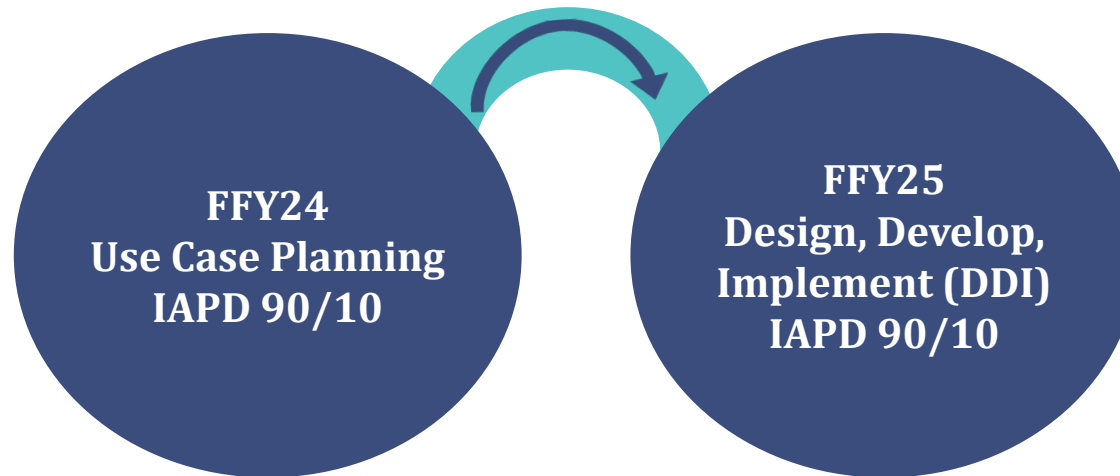 FFY24
Use Case Planning
IAPD 90/10
FFY25
Design, Develop,
Implement (DDI)
IAPD 90/10